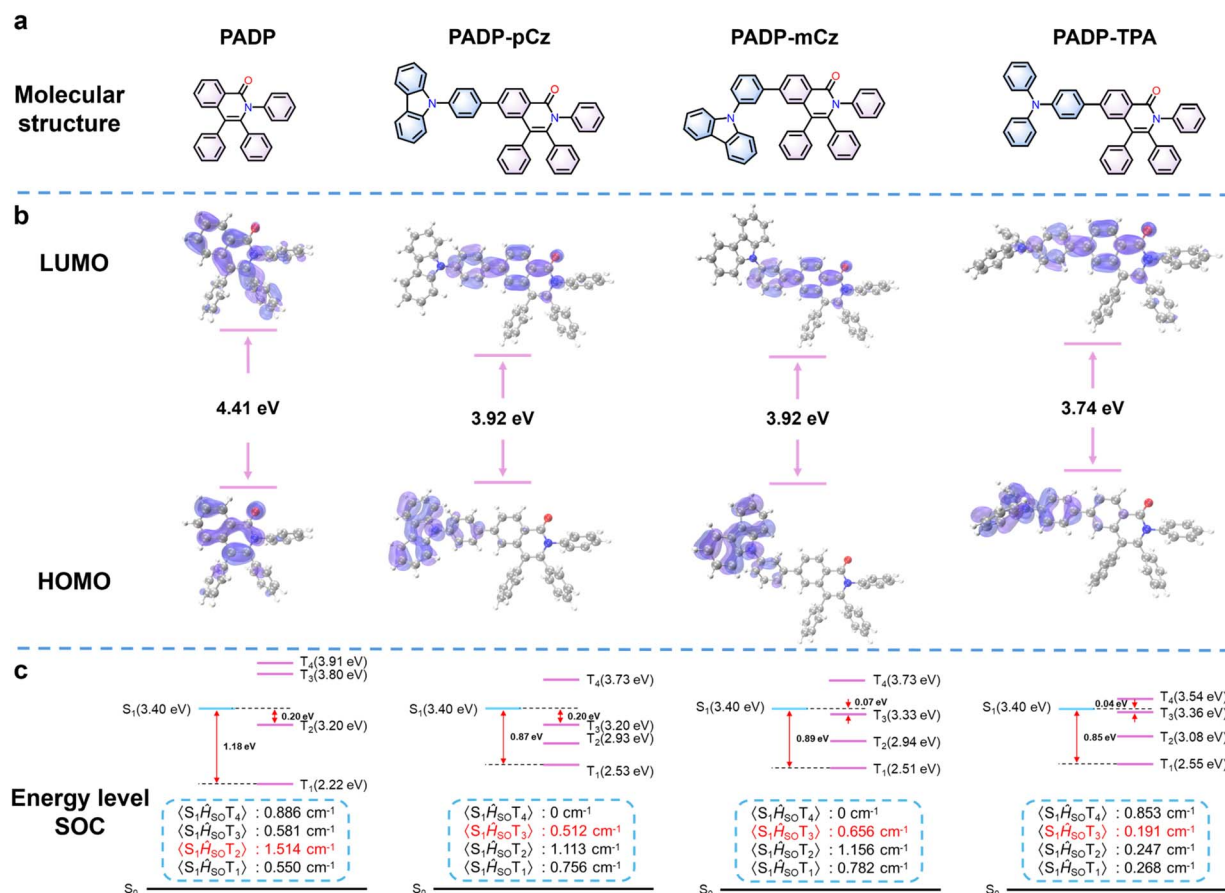 a
PADP
PADP-pCz
PADP-mCz
PADP-TPA
Molecular
structure
O
N
N
O
N
N
O
N
N
O
N
b
LUMO
4.41 eV
3.92 eV
3.92 eV
3.74 eV
HOMO
c
Energy level
SOC
T₄(3.91 eV)
T₃(3.80 eV)
S₁(3.40 eV)
0.20 eV
T₂(3.20 eV)
1.18 eV
T₁(2.22 eV)
⟨S₁ĤsoT₄⟩ : 0.886 cm⁻¹
⟨S₁ĤsoT₃⟩ : 0.581 cm⁻¹
⟨S₁ĤsoT₂⟩ : 1.514 cm⁻¹
⟨S₁ĤsoT₁⟩ : 0.550 cm⁻¹
S₀
T₄(3.73 eV)
S₁(3.40 eV)
0.20 eV
T₃(3.20 eV)
0.87 eV
T₂(2.93 eV)
T₁(2.53 eV)
⟨S₁ĤsoT₄⟩ : 0 cm⁻¹
⟨S₁ĤsoT₃⟩ : 0.512 cm⁻¹
⟨S₁ĤsoT₂⟩ : 1.113 cm⁻¹
⟨S₁ĤsoT₁⟩ : 0.756 cm⁻¹
T₄(3.73 eV)
S₁(3.40 eV)
0.07 eV
T₃(3.33 eV)
0.89 eV
T₂(2.94 eV)
T₁(2.51 eV)
⟨S₁ĤsoT₄⟩ : 0 cm⁻¹
⟨S₁ĤsoT₃⟩ : 0.656 cm⁻¹
⟨S₁ĤsoT₂⟩ : 1.156 cm⁻¹
⟨S₁ĤsoT₁⟩ : 0.782 cm⁻¹
T₄(3.54 eV)
S₁(3.40 eV)
0.04 eV
T₃(3.36 eV)
0.85 eV
T₂(3.08 eV)
T₁(2.55 eV)
⟨S₁ĤsoT₄⟩ : 0.853 cm⁻¹
⟨S₁ĤsoT₃⟩ : 0.191 cm⁻¹
⟨S₁ĤsoT₂⟩ : 0.247 cm⁻¹
⟨S₁ĤsoT₁⟩ : 0.268 cm⁻¹